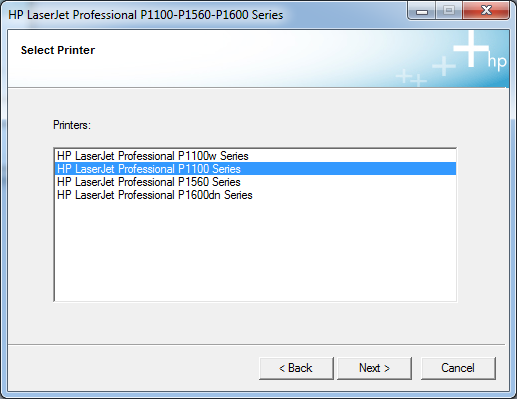 HP LaserJet Professional P1100-P1560-P1600 Series
Select Printer
hp
Printers:
HP LaserJet Professional P1100w Series
HP LaserJet Professional P1100 Series
HP LaserJet Professional P1560 Series
HP LaserJet Professional P1600dn Series
< Back
Next >
Cancel